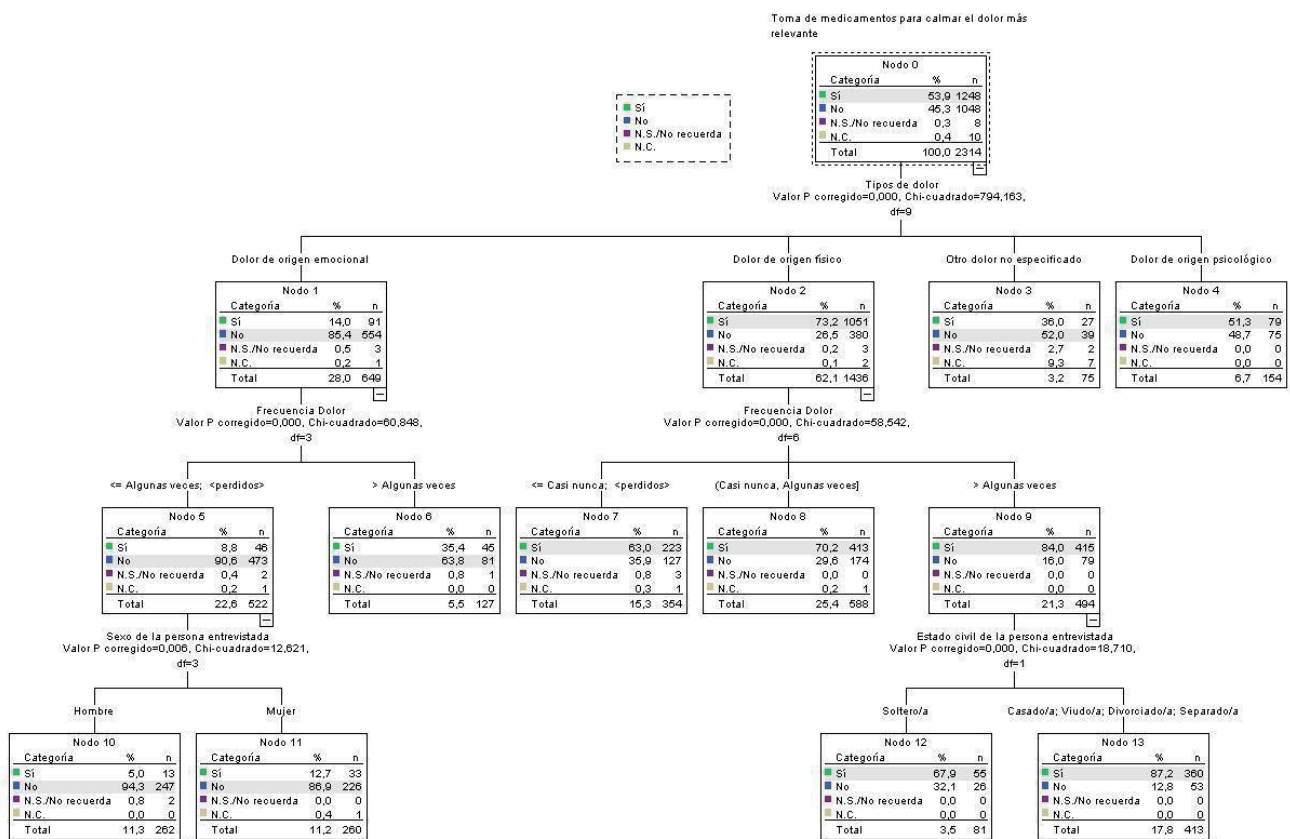 Toma de medicamentos para calmar el dolor más
relevante
Sí
No
N.S./No recuerda
N.C.
Nodo 0
Categoría % n
Sí 53,9 1248
No 45,3 1048
N.S./No recuerda 0,3 8
N.C. 0,4 10
Total 100,0 2314
Tipos de dolor
Valor P corregido=0,000, Chi-cuadrado=794,163,
df=9
Dolor de origen emocional
Nodo 1
Categoría % n
Sí 14,0 91
No 85,4 554
N.S./No recuerda 0,5 3
N.C. 0,2 1
Total 28,0 649
Dolor de origen físico
Nodo 2
Categoría % n
Sí 73,2 1051
No 26,5 380
N.S./No recuerda 0,2 3
N.C. 0,1 2
Total 62,1 1436
Otro dolor no especificado
Nodo 3
Categoría % n
Sí 36,0 27
No 52,0 39
N.S./No recuerda 2,7 2
N.C. 9,3 7
Total 3,2 75
Dolor de origen psicológico
Nodo 4
Categoría % n
Sí 51,3 79
No 48,7 75
N.S./No recuerda 0,0 0
N.C. 0,0 0
Total 6,7 154
Frecuencia Dolor
Valor P corregido=0,000, Chi-cuadrado=60,848,
df=3
Frecuencia Dolor
Valor P corregido=0,000, Chi-cuadrado=58,542,
df=6
<= Algunas veces; <perdidos>
Nodo 5
Categoría % n
Sí 8,8 46
No 90,6 473
N.S./No recuerda 0,4 2
N.C. 0,2 1
Total 22,6 522
> Algunas veces
Nodo 6
Categoría % n
Sí 35,4 45
No 63,8 81
N.S./No recuerda 0,8 1
N.C. 0,0 0
Total 5,5 127
<= Casi nunca; <perdidos>
Nodo 7
Categoría % n
Sí 63,0 223
No 35,9 127
N.S./No recuerda 0,8 3
N.C. 0,3 1
Total 15,3 354
(Casi nunca, Algunas veces]
Nodo 8
Categoría % n
Sí 70,2 413
No 29,6 174
N.S./No recuerda 0,0 0
N.C. 0,2 1
Total 25,4 588
> Algunas veces
Nodo 9
Categoría % n
Sí 84,0 415
No 16,0 79
N.S./No recuerda 0,0 0
N.C. 0,0 0
Total 21,3 494
Sexo de la persona entrevistada
Valor P corregido=0,006, Chi-cuadrado=12,621,
df=3
Estado civil de la persona entrevistada
Valor P corregido=0,000, Chi-cuadrado=18,710,
df=1
Hombre
Nodo 10
Categoría % n
Sí 5,0 13
No 94,3 247
N.S./No recuerda 0,8 2
N.C. 0,0 0
Total 11,3 262
Mujer
Nodo 11
Categoría % n
Sí 12,7 33
No 86,9 226
N.S./No recuerda 0,0 0
N.C. 0,4 1
Total 11,2 260
Soltero/a
Nodo 12
Categoría % n
Sí 67,9 55
No 32,1 26
N.S./No recuerda 0,0 0
N.C. 0,0 0
Total 3,5 81
Casado/a; Viudo/a; Divorciado/a; Separado/a
Nodo 13
Categoría % n
Sí 87,2 360
No 12,8 53
N.S./No recuerda 0,0 0
N.C. 0,0 0
Total 17,8 413